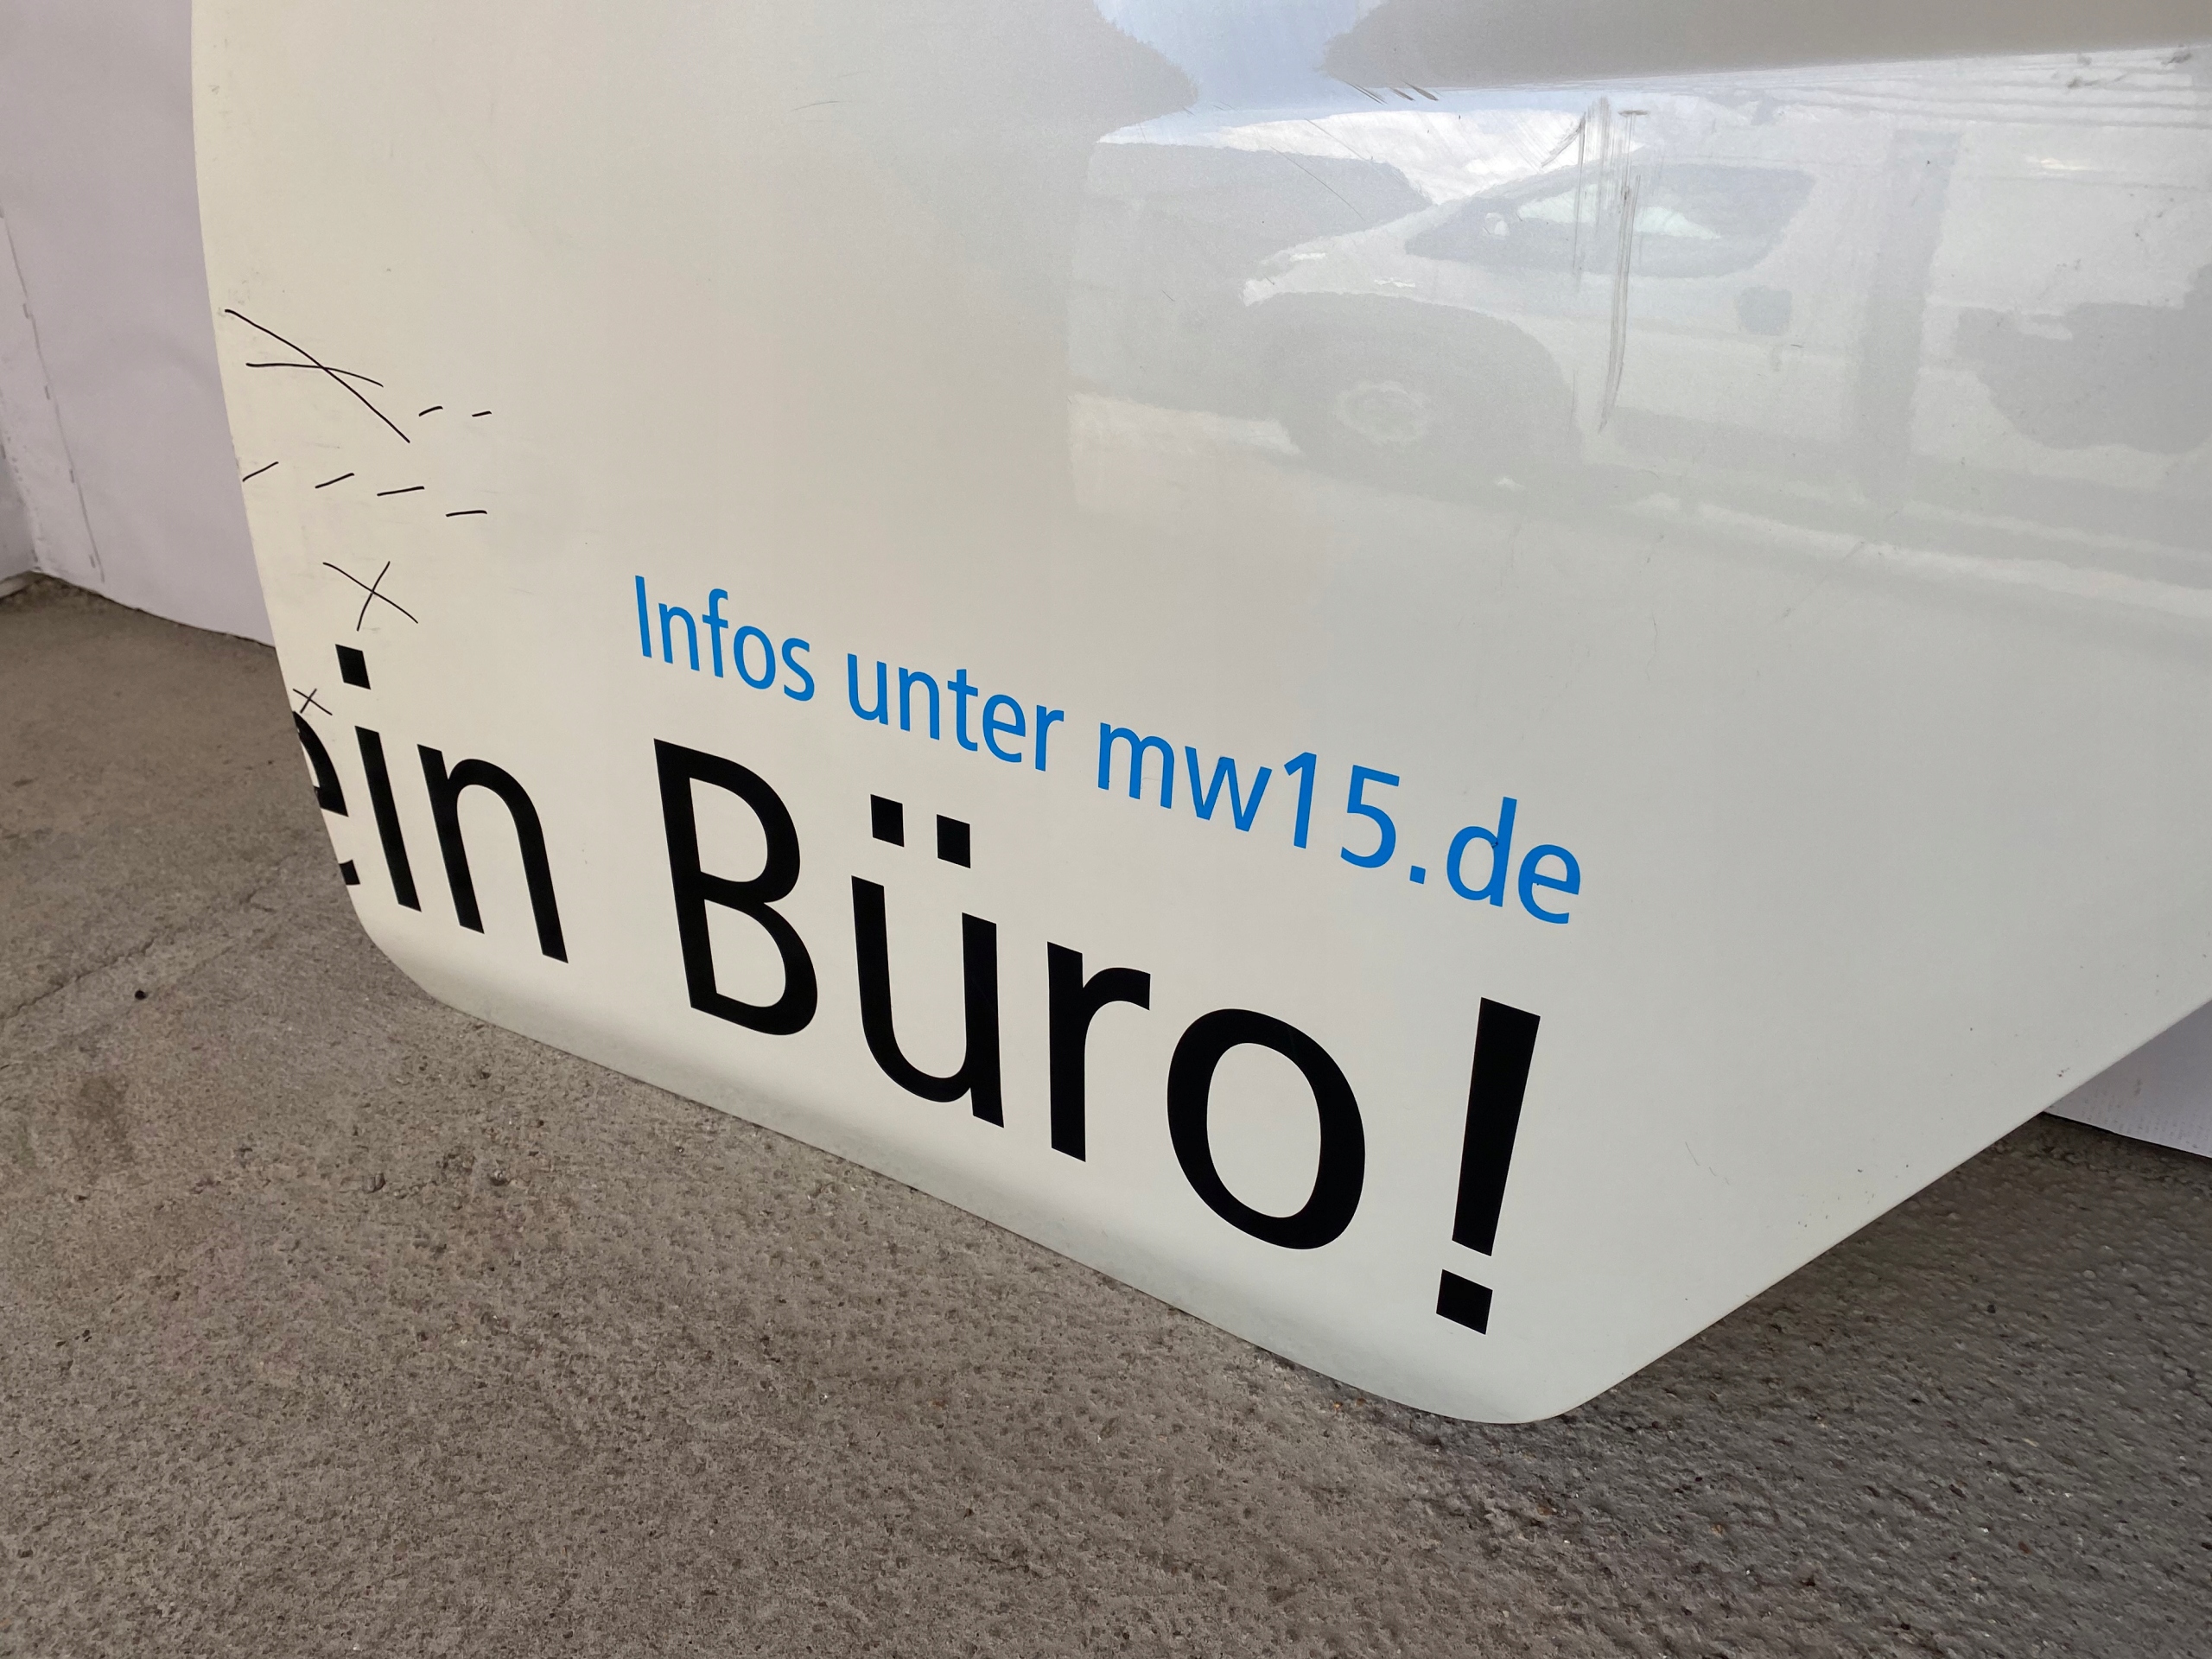 Infos unter mw15.de
ein Büro!